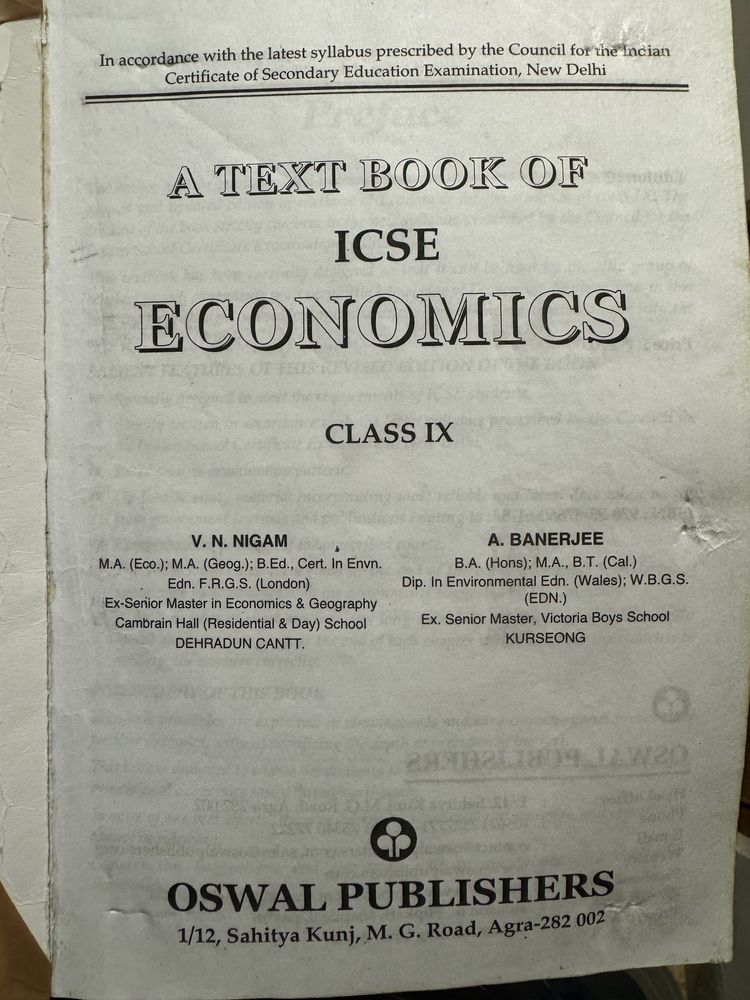 In accordance with the latest syllabus prescribed by the Council for the Indian
Certificate of Secondary Education Examination, New Delhi
A TEXT BOOK OF
ICSE
ECONOMICS
CLASS IX
V. N. NIGAM
M.A. (Eco.); M.A. (Geog.); B.Ed., Cert. In Envn.
Edn. F.R.G.S. (London)
Ex-Senior Master in Economics & Geography
Cambrain Hall (Residential & Day) School
DEHRADUN CANTT.
A. BANERJEE
B.A. (Hons); M.A., B.T. (Cal.)
Dip. In Environmental Edn. (Wales); W.B.G.S.
(EDN.)
Ex. Senior Master, Victoria Boys School
KURSEONG
OSWAL PUBLISHERS
1/12, Sahitya Kunj, M. G. Road, Agra-282 002